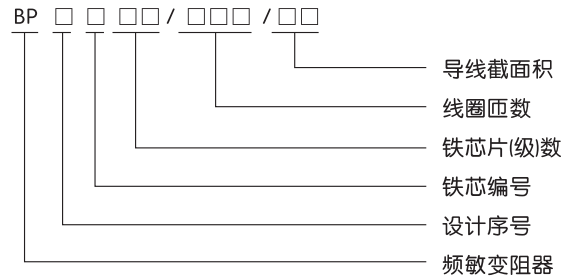 BP □ □ □□/□□□/□□
导线截面积
线圈匝数
铁芯片(级)数
铁芯编号
设计序号
频敏变阻器